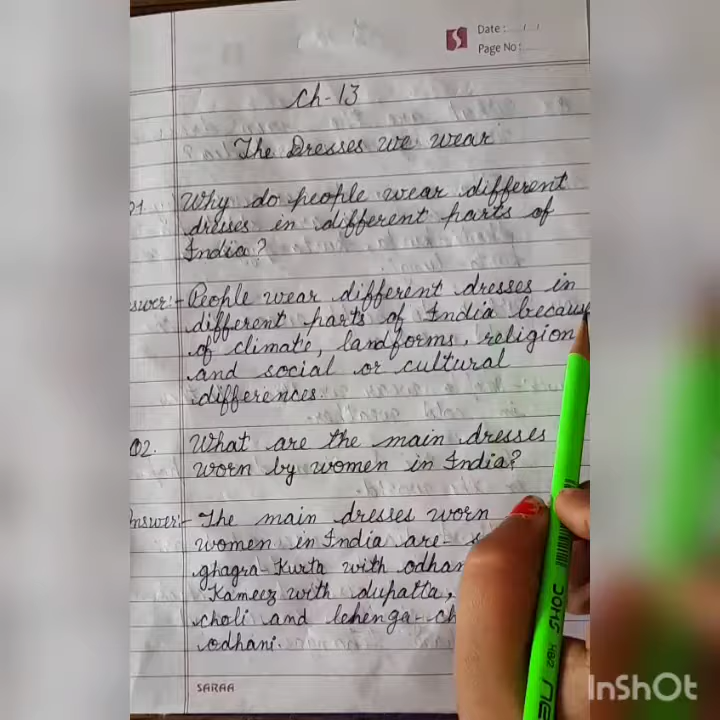 Date : / /
Page No :
Ch-13
The Dresses we wear
Q1 Why do people wear different
dresses in different parts of
India?
swer:- People wear different dresses in
different parts of India becaus
of climate, landforms, religion
and social or cultural
differences.
Q2. What are the main dresses
worn by women in India?
Answer:- The main dresses worn
women in India are- s
ghagra-Kurta with odhan
Kameez with dupatta,
choli and lehenga-ch
odhani.
SARAA
InShOt